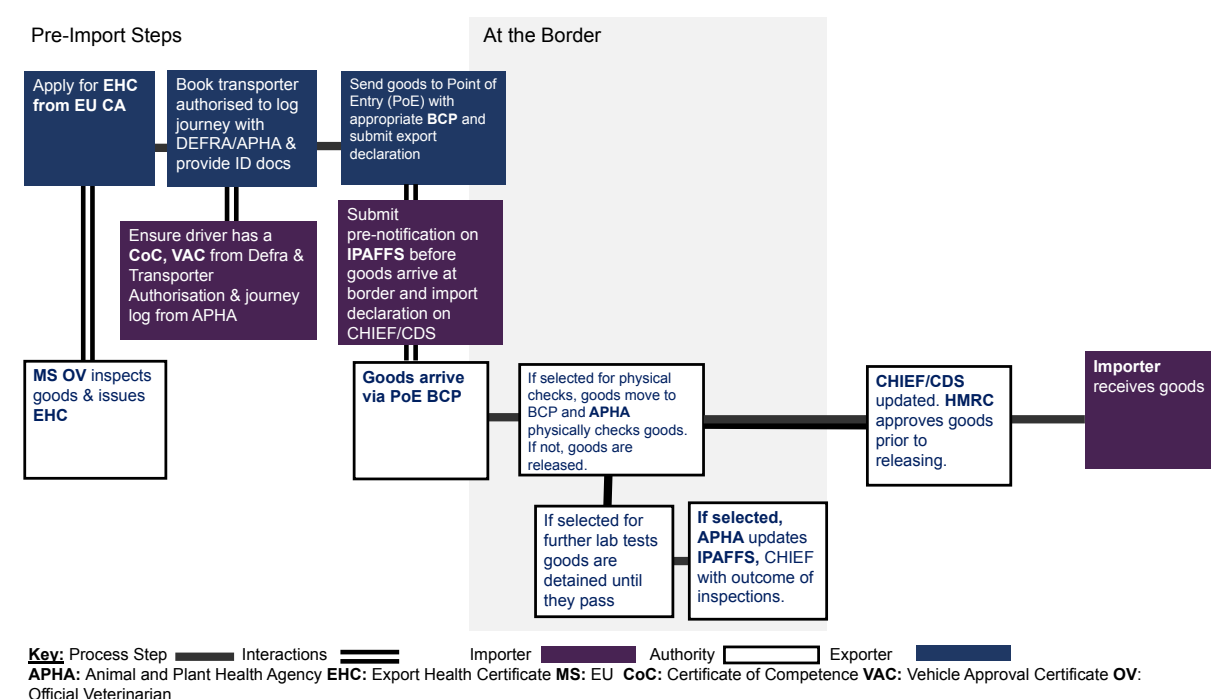 Pre-Import Steps
At the Border
Apply for EHC
from EU CA
Book transporter
authorised to log
journey with
DEFRA/APHA &
provide ID docs
Send goods to Point of
Entry (PoE) with
appropriate BCP and
submit export
declaration
Ensure driver has a
CoC, VAC from Defra &
Transporter
Authorisation & journey
log from APHA
Submit
pre-notification on
IPAFFS before
goods arrive at
border and import
declaration on
CHIEF/CDS
MS OV inspects
goods & issues
EHC
Goods arrive
via PoE BCP
If selected for physical
checks, goods move to
BCP and APHA
physically checks goods.
If not, goods are
released.
CHIEF/CDS
updated. HMRC
approves goods
prior to
releasing.
Importer
receives goods
If selected for
further lab tests
goods are
detained until
they pass
If selected,
APHA updates
IPAFFS, CHIEF
with outcome of
inspections.
Key: Process Step Interactions Importer Authority Exporter
APHA: Animal and Plant Health Agency EHC: Export Health Certificate MS: EU CoC: Certificate of Competence VAC: Vehicle Approval Certificate OV:
Official Veterinarian